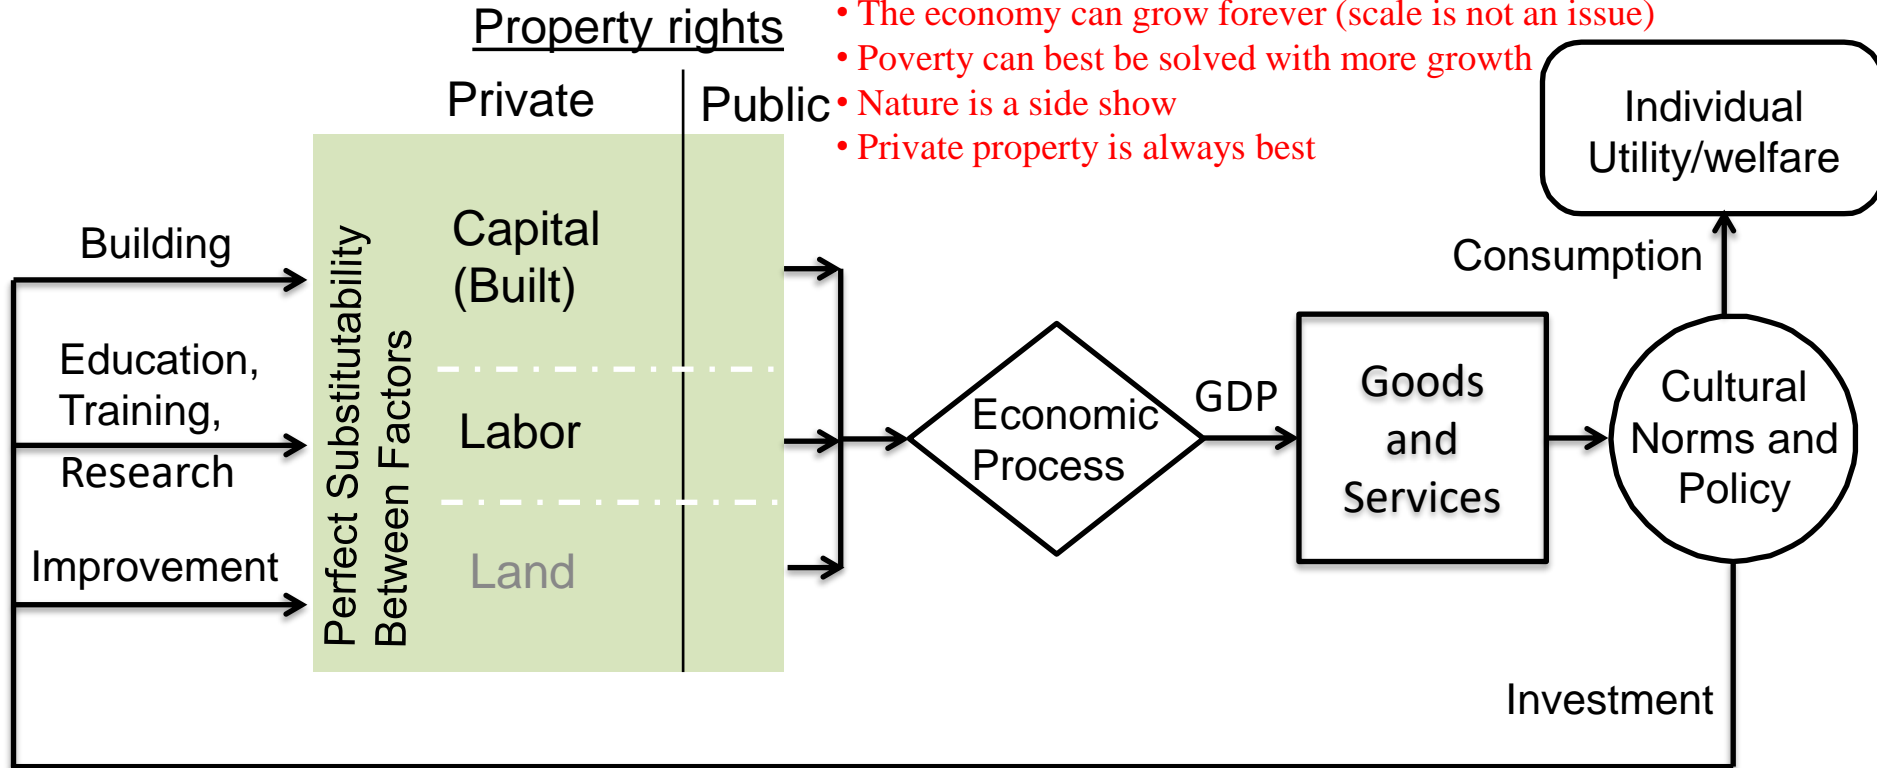 Property rights
• The economy can grow forever (scale is not an issue)
• Poverty can best be solved with more growth
• Nature is a side show
• Private property is always best
Private
Public
Individual
Utility/welfare
Building
Education,
Training,
Research
Improvement
Perfect Substitutability
Between Factors
Capital
(Built)
Labor
Land
Economic
Process
GDP
Goods
and
Services
Consumption
Cultural
Norms and
Policy
Investment